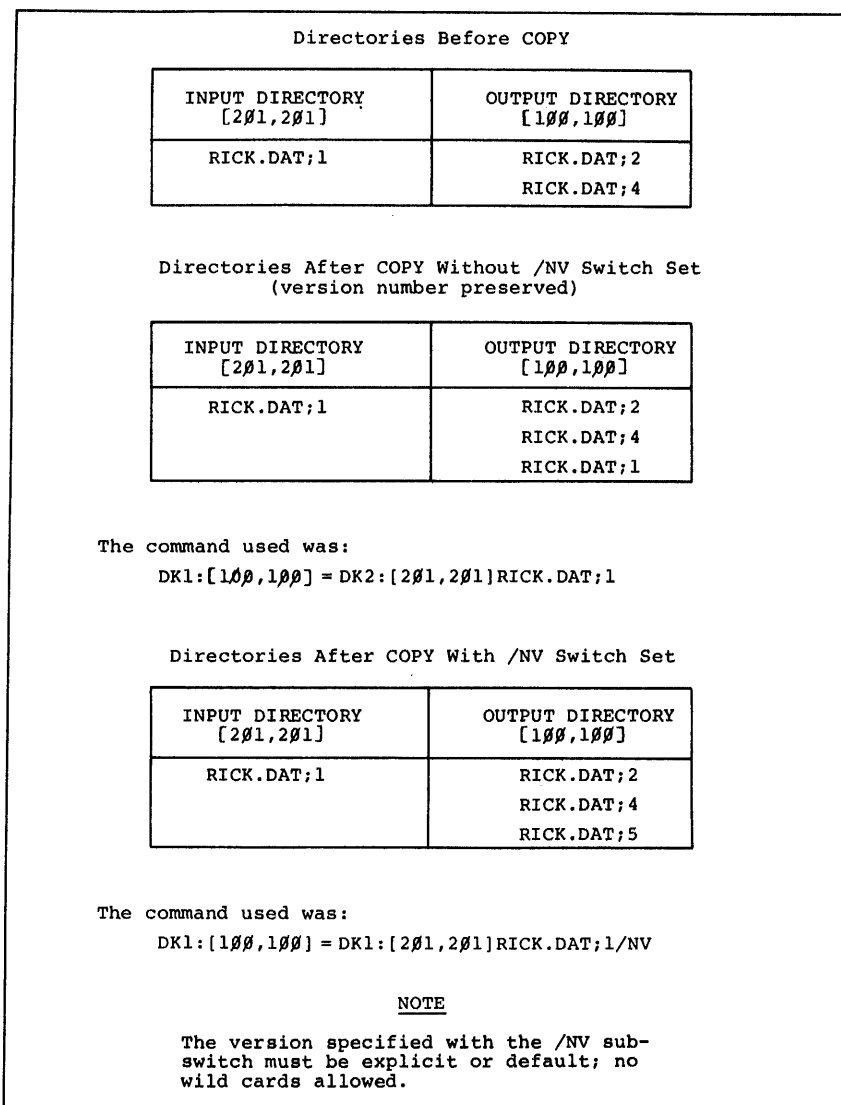 Directories Before COPY
INPUT DIRECTORY OUTPUT DIRECTORY
[2Ø1,2Ø1] [1ØØ,1ØØ]
RICK.DAT;1 RICK.DAT;2
RICK.DAT;4
Directories After COPY Without /NV Switch Set
(version number preserved)
INPUT DIRECTORY OUTPUT DIRECTORY
[2Ø1,2Ø1] [1ØØ,1ØØ]
RICK.DAT;1 RICK.DAT;2
RICK.DAT;4
RICK.DAT;1
The command used was:
DK1:[1ØØ,1ØØ] = DK2:[2Ø1,2Ø1]RICK.DAT;1
Directories After COPY With /NV Switch Set
INPUT DIRECTORY OUTPUT DIRECTORY
[2Ø1,2Ø1] [1ØØ,1ØØ]
RICK.DAT;1 RICK.DAT;2
RICK.DAT;4
RICK.DAT;5
The command used was:
DK1:[1ØØ,1ØØ] = DK1:[2Ø1,2Ø1]RICK.DAT;1/NV
NOTE
The version specified with the /NV sub-
switch must be explicit or default; no
wild cards allowed.